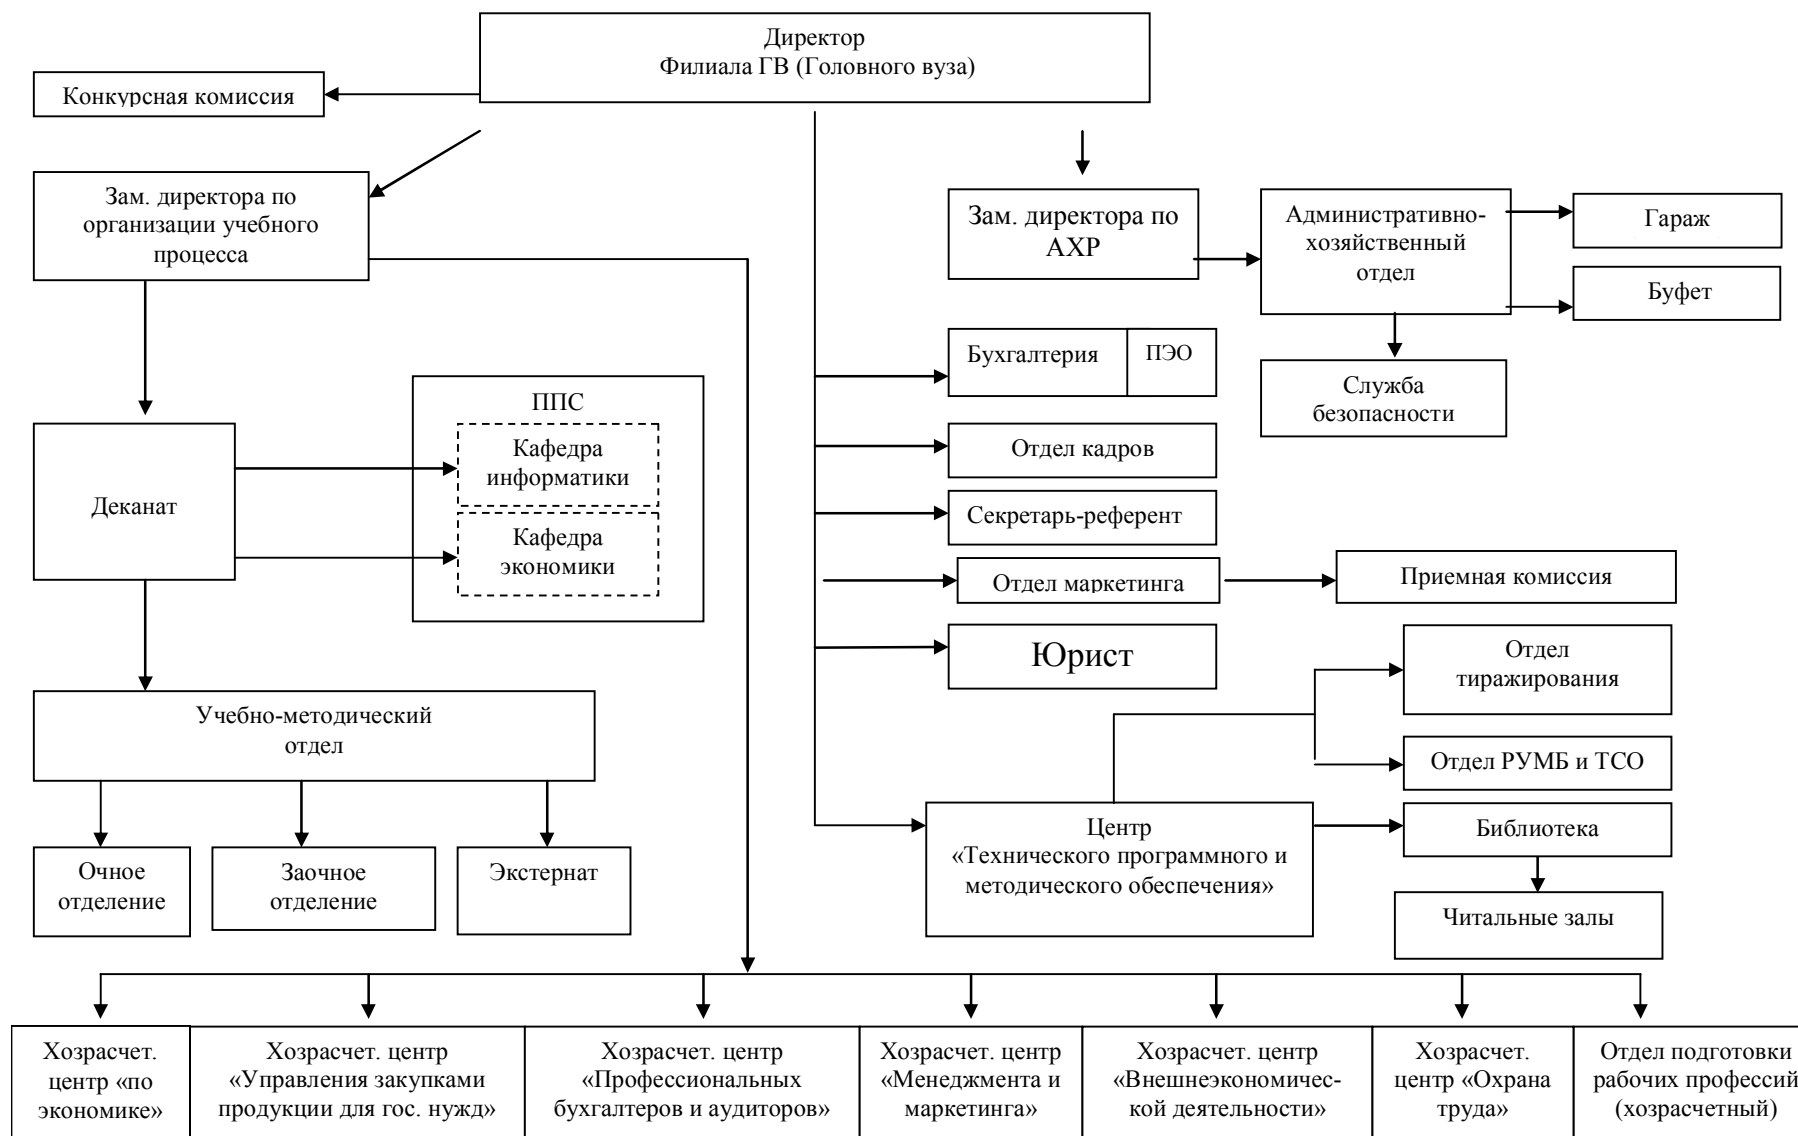 Директор
Филиала ГВ (Головного вуза)
Конкурсная комиссия
Зам. директора по
организации учебного
процесса
Зам. директора по
АХР
Административно-
хозяйственный
отдел
Гараж
Буфет
Служба
безопасности
Бухгалтерия
ПЭО
ППС
Кафедра
информатики
Кафедра
экономики
Деканат
Отдел кадров
Секретарь-референт
Отдел маркетинга
Приемная комиссия
Юрист
Отдел
тиражирования
Отдел РУМБ и ТСО
Учебно-методический
отдел
Центр
«Технического программного и
методического обеспечения»
Библиотека
Читальные залы
Очное
отделение
Заочное
отделение
Экстернат
Хозрасчет.
центр «по
экономике»
Хозрасчет. центр
«Управления закупками
продукции для гос. нужд»
Хозрасчет. центр
«Профессиональных
бухгалтеров и аудиторов»
Хозрасчет. центр
«Менеджмента и
маркетинга»
Хозрасчет. центр
«Внешнеэкономичес-
кой деятельности»
Хозрасчет.
центр «Охрана
труда»
Отдел подготовки
рабочих профессий
(хозрасчетный)